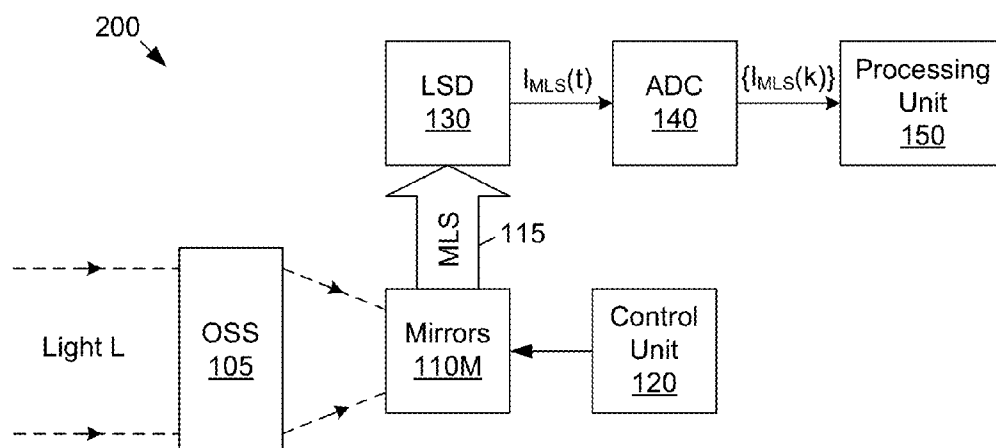 200
LSD
130
I_MLS(t)
ADC
140
{I_MLS(k)}
Processing
Unit
150
MLS
115
Light L
OSS
105
Mirrors
110M
Control
Unit
120